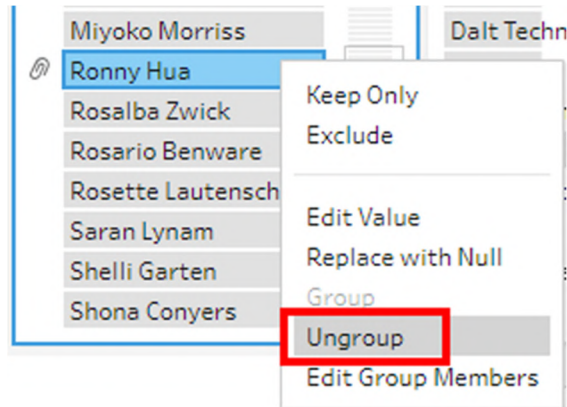 Miyoko Morriss
Ronny Hua
Rosalba Zwick
Rosario Benware
Rosette Lautensch
Saran Lynam
Shelli Garten
Shona Conyers
Dalt Techn
Keep Only
Exclude
Edit Value
Replace with Null
Group
Ungroup
Edit Group Members